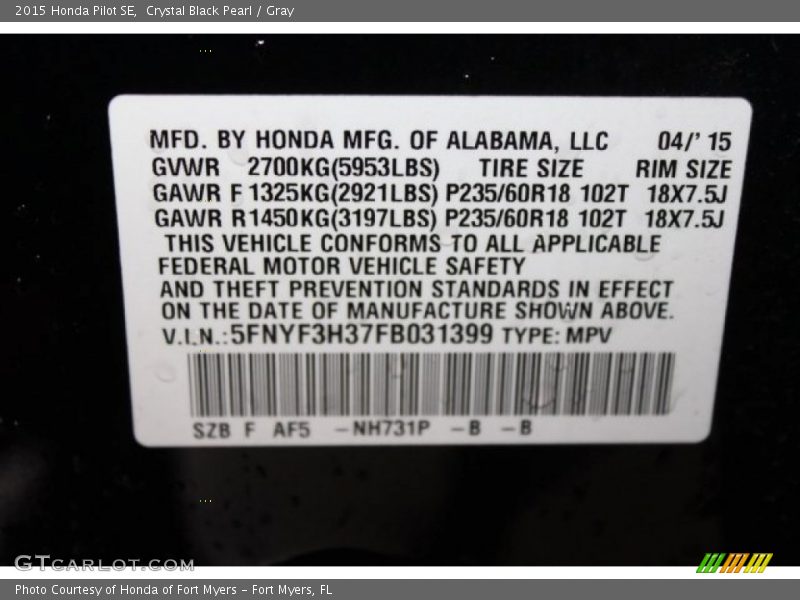 2015 Honda Pilot SE, Crystal Black Pearl / Gray
MFD. BY HONDA MFG. OF ALABAMA, LLC 04/' 15
GVWR 2700KG(5953LBS) TIRE SIZE RIM SIZE
GAWR F 1325KG(2921LBS) P235/60R18 102T 18X7.5J
GAWR R1450KG(3197LBS) P235/60R18 102T 18X7.5J
THIS VEHICLE CONFORMS TO ALL APPLICABLE
FEDERAL MOTOR VEHICLE SAFETY
AND THEFT PREVENTION STANDARDS IN EFFECT
ON THE DATE OF MANUFACTURE SHOWN ABOVE.
V.I.N.:5FNYF3H37FB031399 TYPE: MPV
SZB F AF5 -NH731P -B -B
GTCARLOT.COM
Photo Courtesy of Honda of Fort Myers - Fort Myers, FL